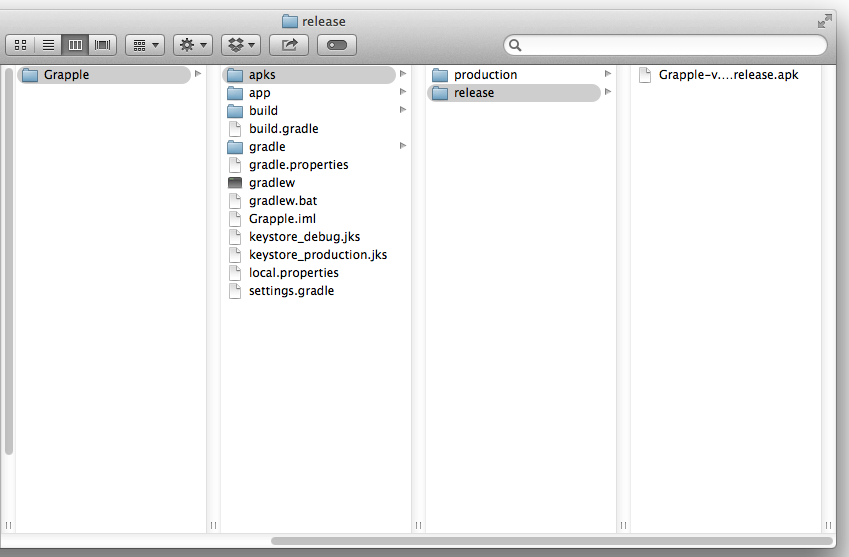 release
Grapple
apks
app
build
build.gradle
gradle
gradle.properties
gradlew
gradlew.bat
Grapple.iml
keystore_debug.jks
keystore_production.jks
local.properties
settings.gradle
production
release
Grapple-v....release.apk